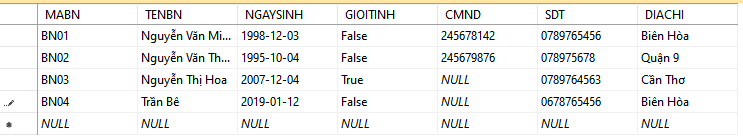 MABN TENBN NGAYSINH GIOITINH CMND SDT DIACHI
BN01 Nguyễn Văn Mi... 1998-12-03 False 245678142 0789765456 Biên Hòa
BN02 Nguyễn Văn Th... 1995-10-04 False 245679876 078975678 Quận 9
BN03 Nguyễn Thị Hoa 2007-12-04 True NULL 0789764563 Cần Thơ
BN04 Trần Bê 2019-01-12 False NULL 0678765456 Biên Hòa
NULL NULL NULL NULL NULL NULL NULL